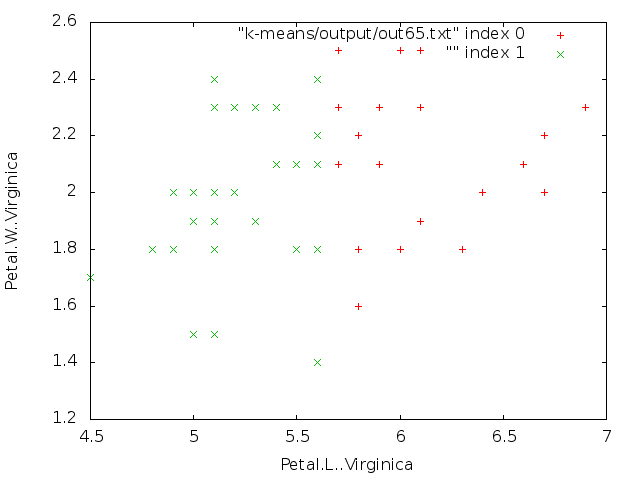 "k-means/output/out65.txt" index 0
"" index 1
2.6
2.4
2.2
2
1.8
1.6
1.4
1.2
Petal.W..Virginica
4.5 5 5.5 6 6.5 7
Petal.L..Virginica